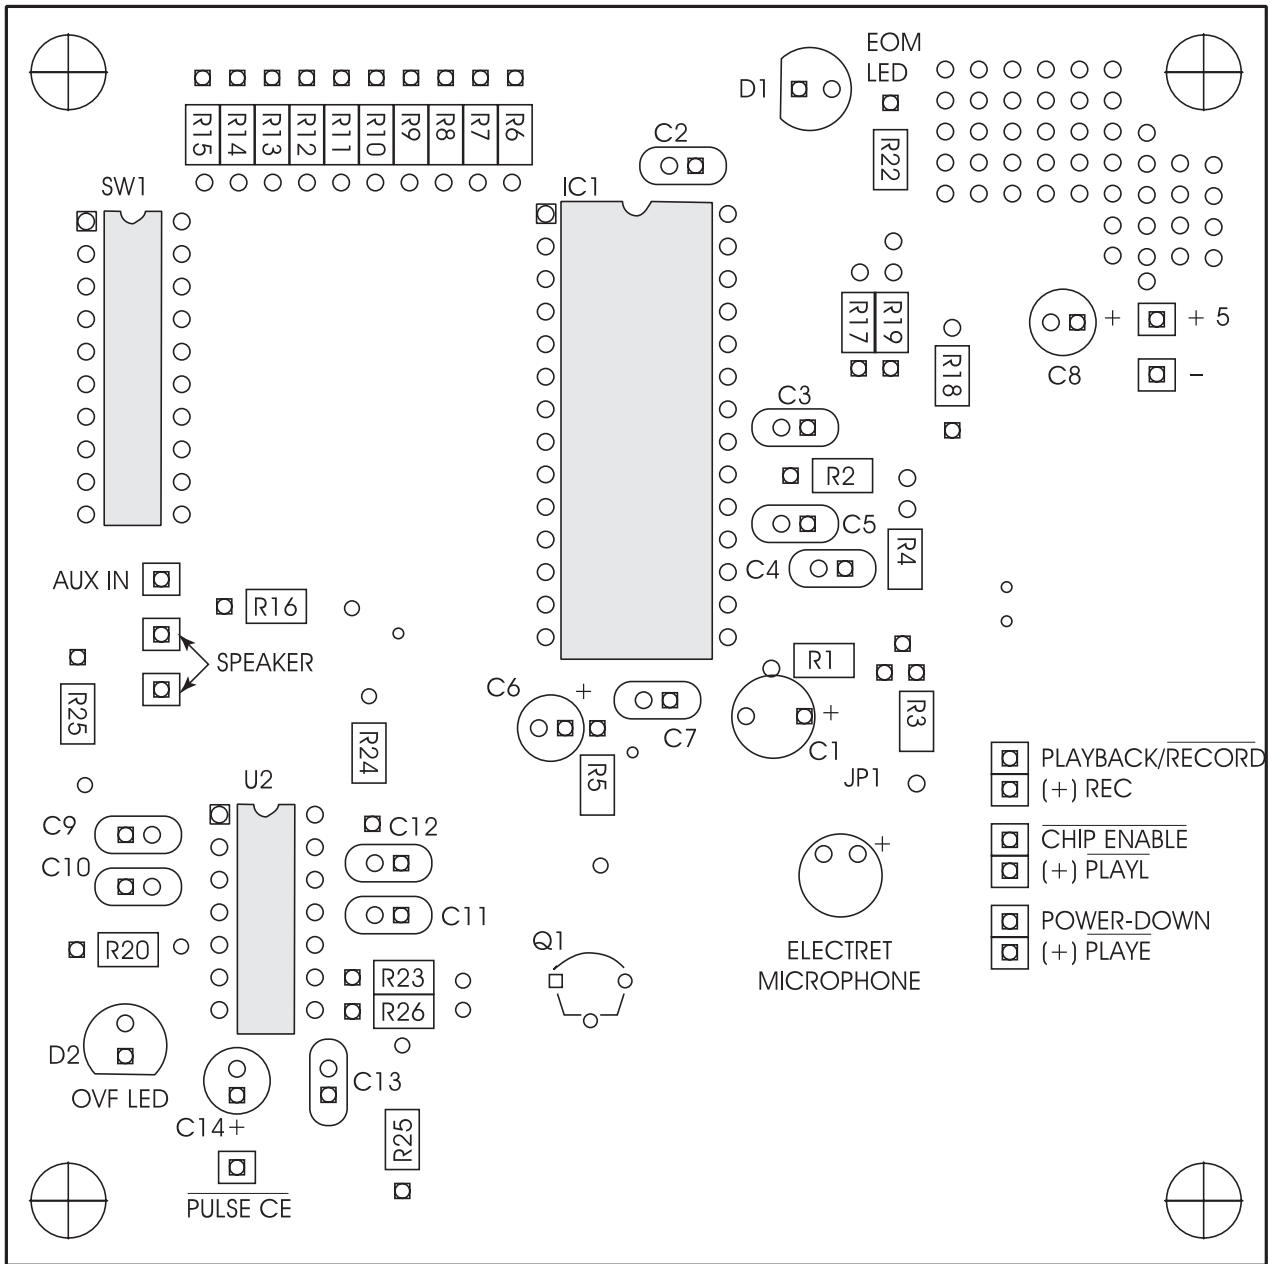 EOM
LED
D1
R15
R14
R13
R12
R11
R10
R9
R8
R7
R6
C2
R22
SW1
IC1
R17
R19
R18
C8
+
+ 5
−
C3
R2
C5
C4
R4
AUX IN
R16
SPEAKER
R25
R24
C6
+
C7
R1
+
C1
R3
R5
JP1
PLAYBACK/RECORD
(+) REC
CHIP ENABLE
(+) PLAYL
POWER-DOWN
(+) PLAYE
U2
C9
C10
C12
C11
R20
R23
R26
Q1
+
ELECTRET
MICROPHONE
D2
OVF LED
C13
C14+
R25
PULSE CE